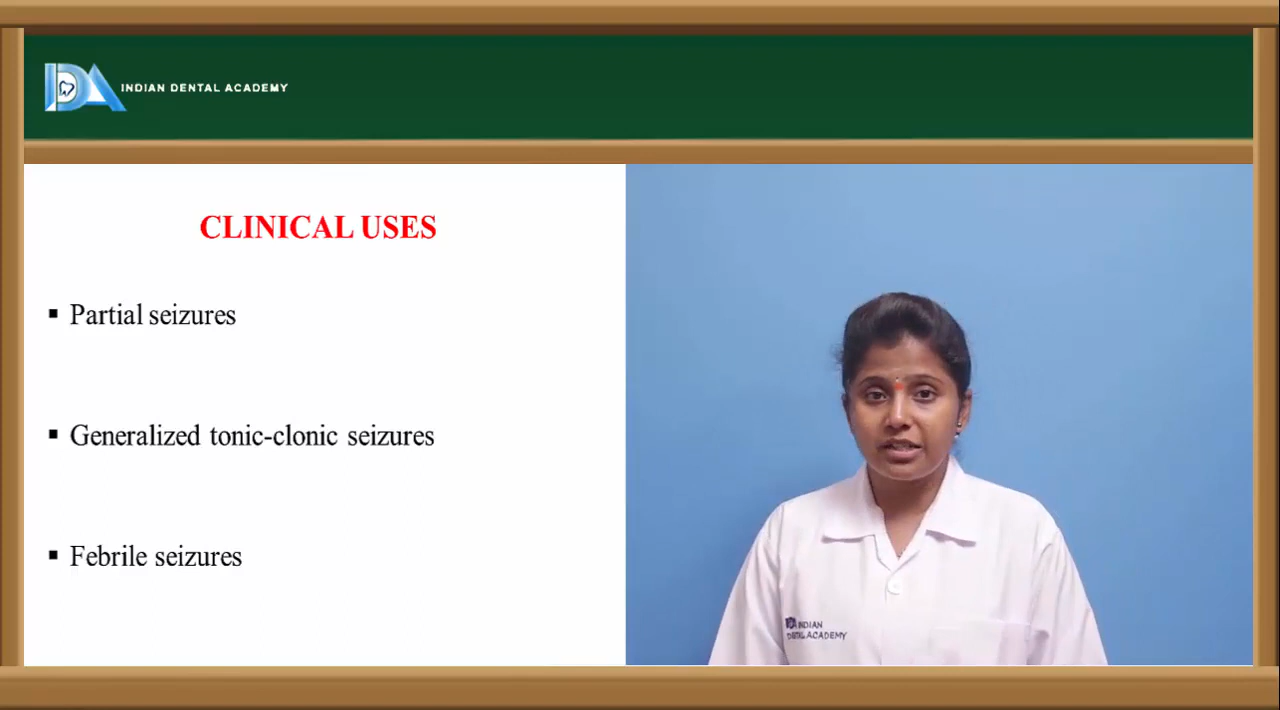 INDIAN DENTAL ACADEMY
CLINICAL USES
▪ Partial seizures
▪ Generalized tonic-clonic seizures
▪ Febrile seizures
INDIAN
DENTAL ACADEMY